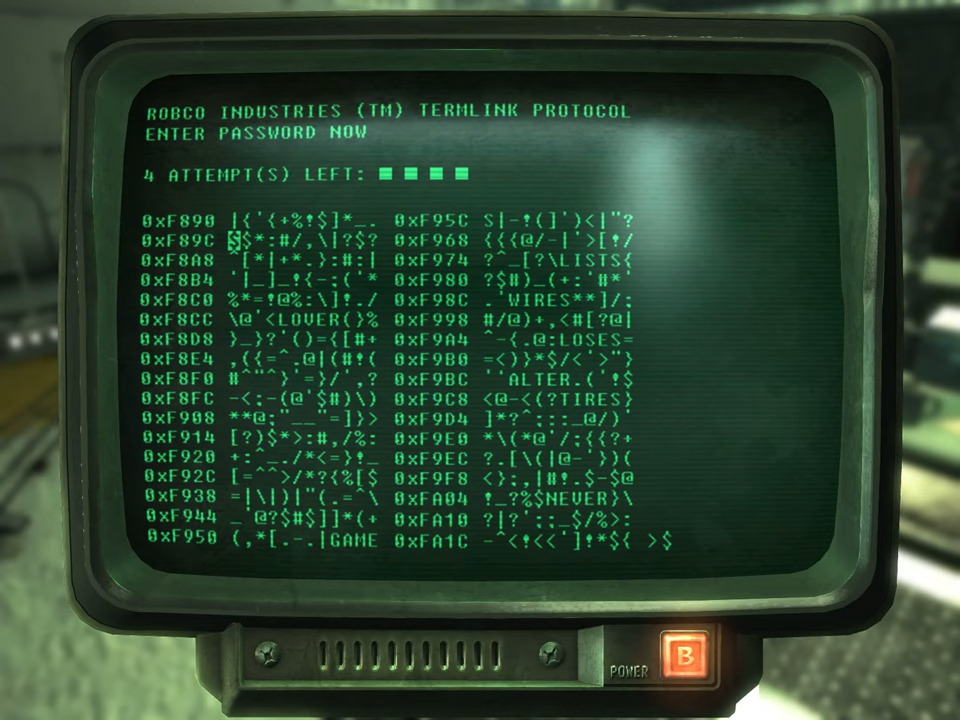 ROBCO INDUSTRIES (TM) TERMLINK PROTOCOL
ENTER PASSWORD NOW
4 ATTEMPT(S) LEFT: ■ ■ ■ ■
0xF890 |{'{+%!$]*_. 0xF95C S|-!(]')<|"?
0xF89C $$*:#/,\|?$? 0xF968 {{{@/-|'>[!/
0xF8A8 ^[*|+*.}:#:| 0xF974 ?^_[?\LISTS{
0xF8B4 '|_]_!{-;('* 0xF980 ?$#)_(+:'#*'
0xF8C0 %*=!@%:\]!./ 0xF98C .'WIRES**]/;
0xF8CC \@'<LOVER(}% 0xF998 #/@)+,<#[?@|
0xF8D8 }_}?'()={[#+ 0xF9A4 ^-{.@:LOSES=
0xF8E4 ,({=^.@|(#!( 0xF9B0 =<)}*$/<'>"}
0xF8F0 #^"^}'=}/',? 0xF9BC ''ALTER.('!$
0xF8FC -<;-(@'$#)\) 0xF9C8 <@-<(?TIRES}
0xF908 **@;"__"=]}> 0xF9D4 ]*?^;::_@/)'
0xF914 [?)$*>:#,/%: 0xF9E0 *\(*@'/;{{?+
0xF920 +:^_./*<=}!_ 0xF9EC ?.[\(|@-'})(
0xF92C [=^^>/*?{%[$ 0xF9F8 <}:,|#!.$-$@
0xF938 =|\|)|"(.=^\ 0xFA04 !_?%$NEVER}\
0xF944 _'@?$#$]]*(+ 0xFA10 ?|?';:_$/%>:
0xF950 (,*[.-.|GAME 0xFA1C -^<!<<']!*${ >$
POWER B